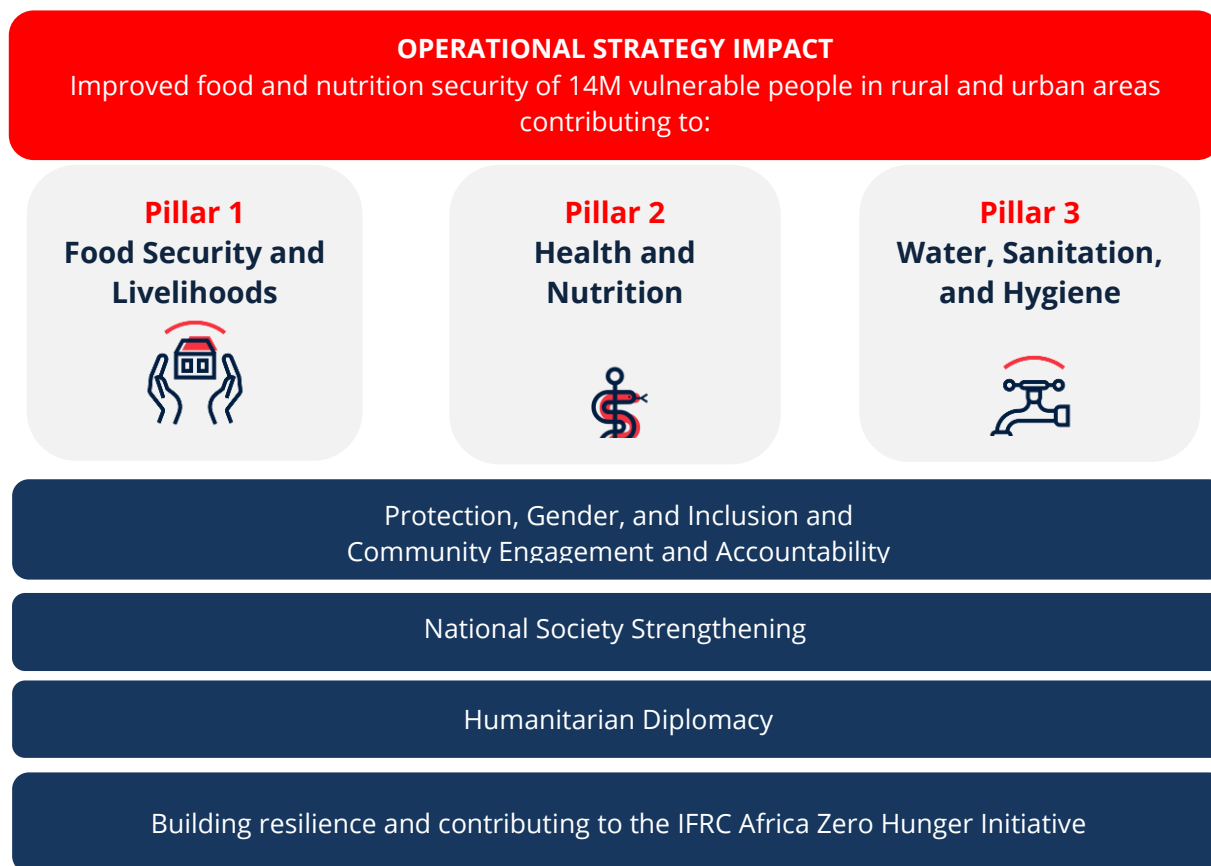 OPERATIONAL STRATEGY IMPACT
Improved food and nutrition security of 14M vulnerable people in rural and urban areas
contributing to:
Pillar 1
Food Security and
Livelihoods
Pillar 2
Health and
Nutrition
Pillar 3
Water, Sanitation,
and Hygiene
Protection, Gender, and Inclusion and
Community Engagement and Accountability
National Society Strengthening
Humanitarian Diplomacy
Building resilience and contributing to the IFRC Africa Zero Hunger Initiative